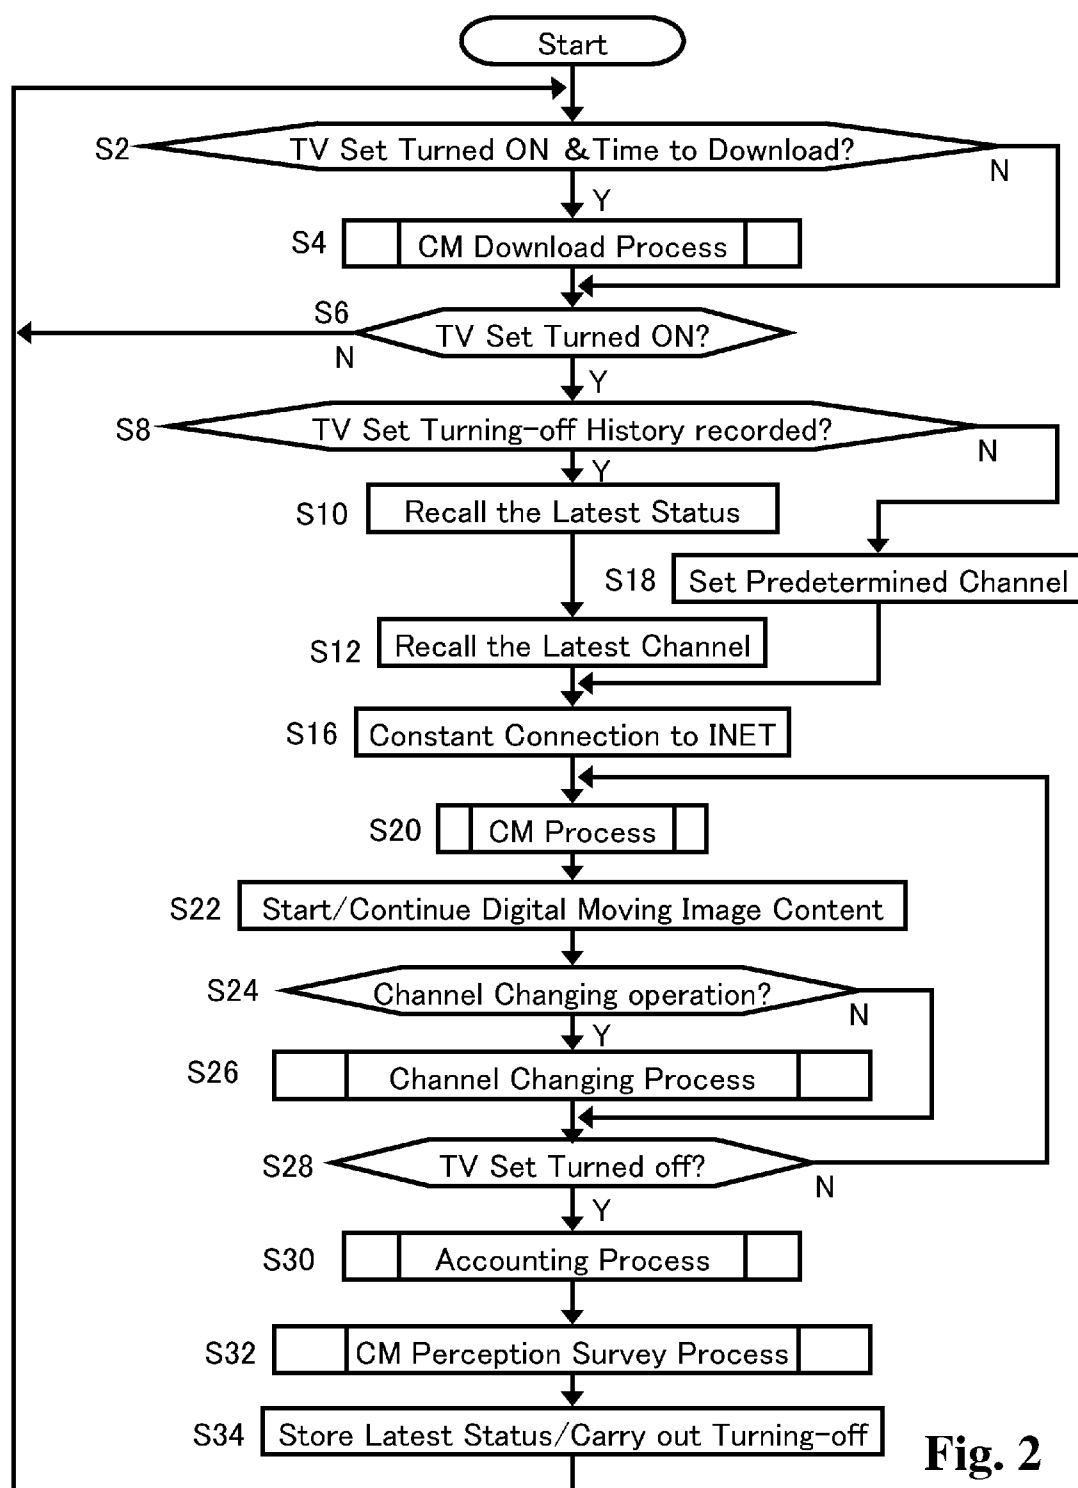 Start
S2 TV Set Turned ON &Time to Download?
N
Y
S4 CM Download Process
S6 TV Set Turned ON?
N
Y
S8 TV Set Turning-off History recorded?
N
Y
S10 Recall the Latest Status
S18 Set Predetermined Channel
S12 Recall the Latest Channel
S16 Constant Connection to INET
S20 CM Process
S22 Start/Continue Digital Moving Image Content
S24 Channel Changing operation?
N
Y
S26 Channel Changing Process
S28 TV Set Turned off?
N
Y
S30 Accounting Process
S32 CM Perception Survey Process
S34 Store Latest Status/Carry out Turning-off
Fig. 2